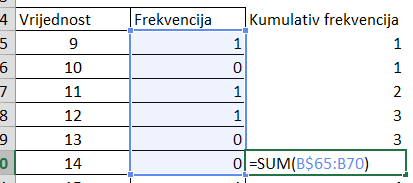 4 Vrijednost Frekvencija Kumulativ frekvencija
5 9 1 1
6 10 0 1
7 11 1 2
8 12 1 3
9 13 0 3
0 14 0 =SUM(B$65:B70)